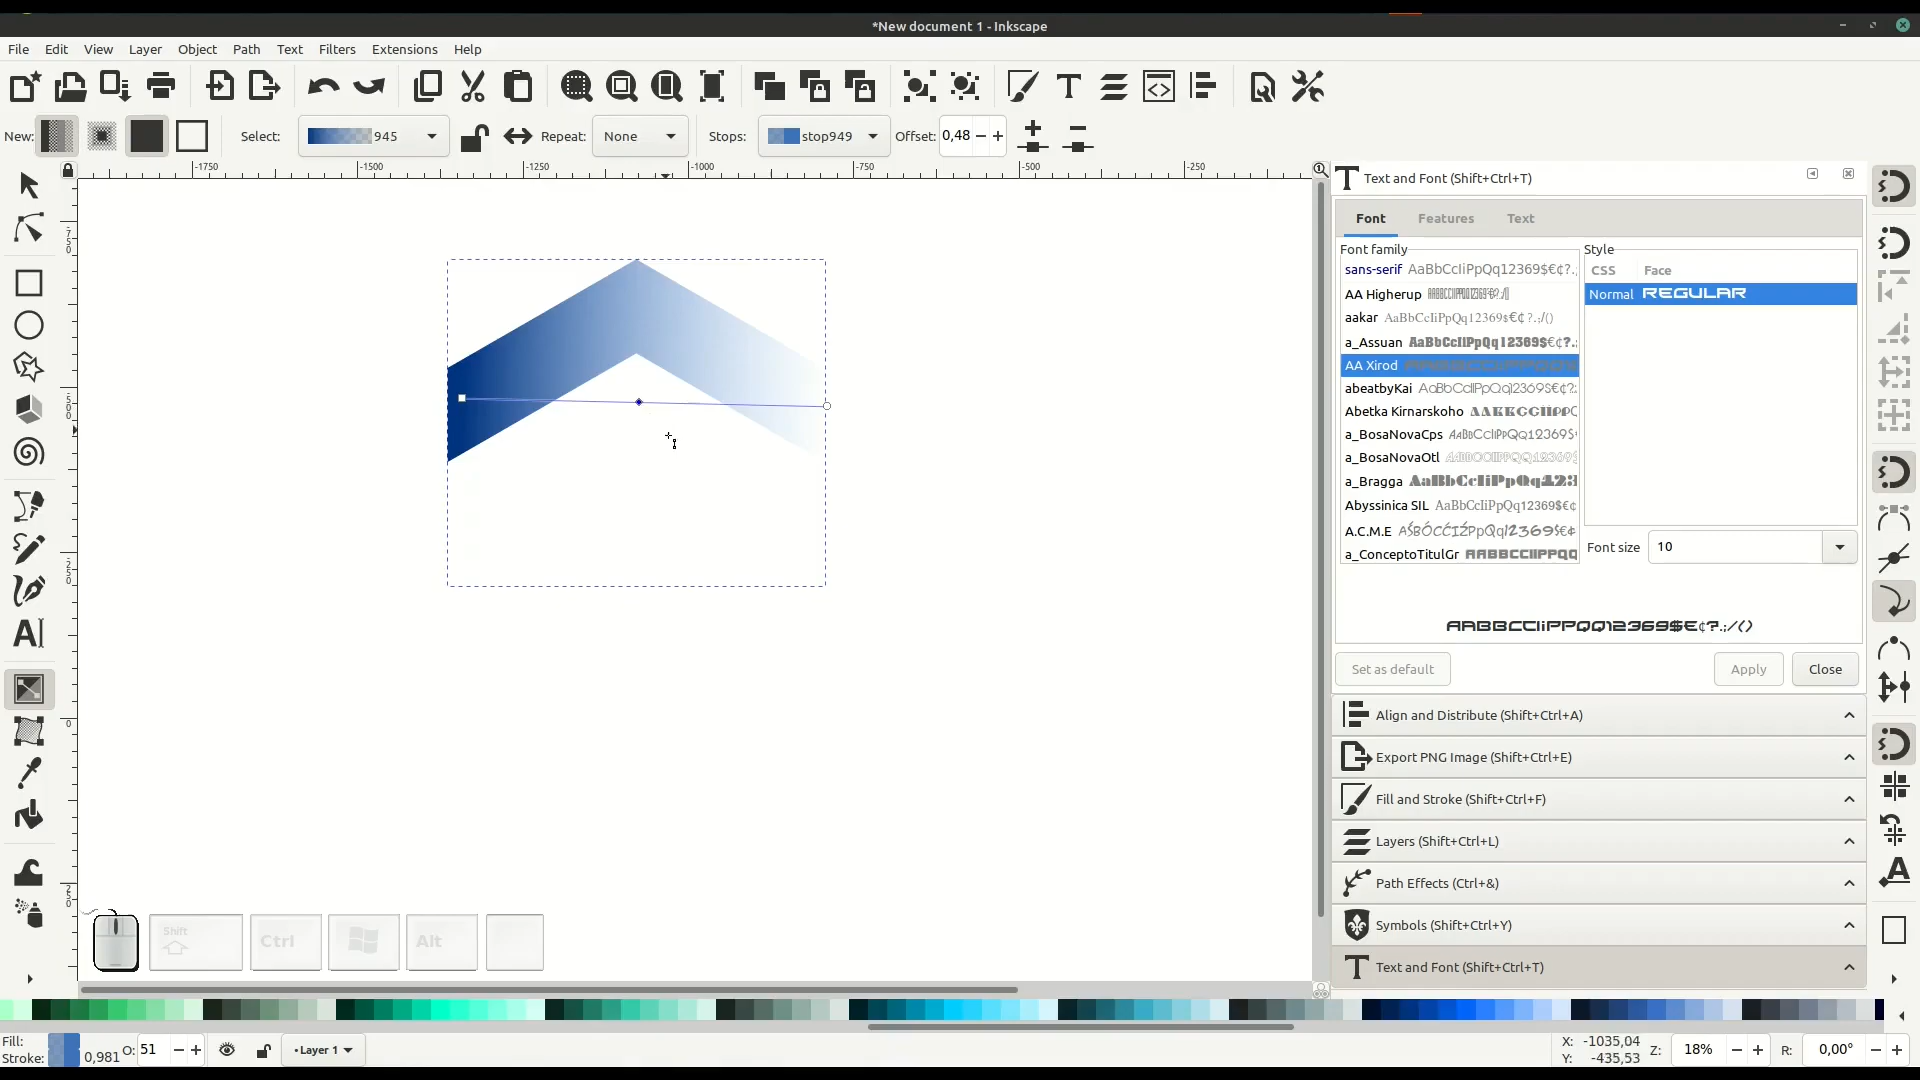 *New document 1 - Inkscape
File Edit View Layer Object Path Text Filters Extensions Help
New: Select: 945 Repeat: None Stops: stop949 Offset: 0,48
-1750 -1500 -1250 -1000 -750 -500 -250
Text and Font (Shift+Ctrl+T)
Font Features Text
Font family Style
CSS Face
sans-serif AaBbCcIiPpQq12369$€¢?.;
Normal REGULAR
AA Higherup
aakar AaBbCcIiPpQq12369$€¢?.;/()
a_Assuan AaBbCcIiPpQq12369$€¢?.
AA Xirod
abeatbyKai AaBbCcIiPpQq12369$€¢?.
Abetka Kirnarskoho
a_BosaNovaCps AaBbCcIiPpQq12369$€
a_BosaNovaOtl
a_Bragga AaBbCcIiPpQq123
Abyssinica SIL AaBbCcIiPpQq12369$€¢
A.C.M.E
a_ConceptoTitulGr AABBCCIIPPQQ
Font size 10
AABBCCIiPPQQ12369$€¢?.;/()
Set as default Apply Close
Align and Distribute (Shift+Ctrl+A)
Export PNG Image (Shift+Ctrl+E)
Fill and Stroke (Shift+Ctrl+F)
Layers (Shift+Ctrl+L)
Path Effects (Ctrl+&)
Symbols (Shift+Ctrl+Y)
Text and Font (Shift+Ctrl+T)
Shift Ctrl Alt
Fill:
Stroke: 0,981 O: 51 •Layer 1
X: -1035,04
Y: -435,53
Z: 18% R: 0,00°